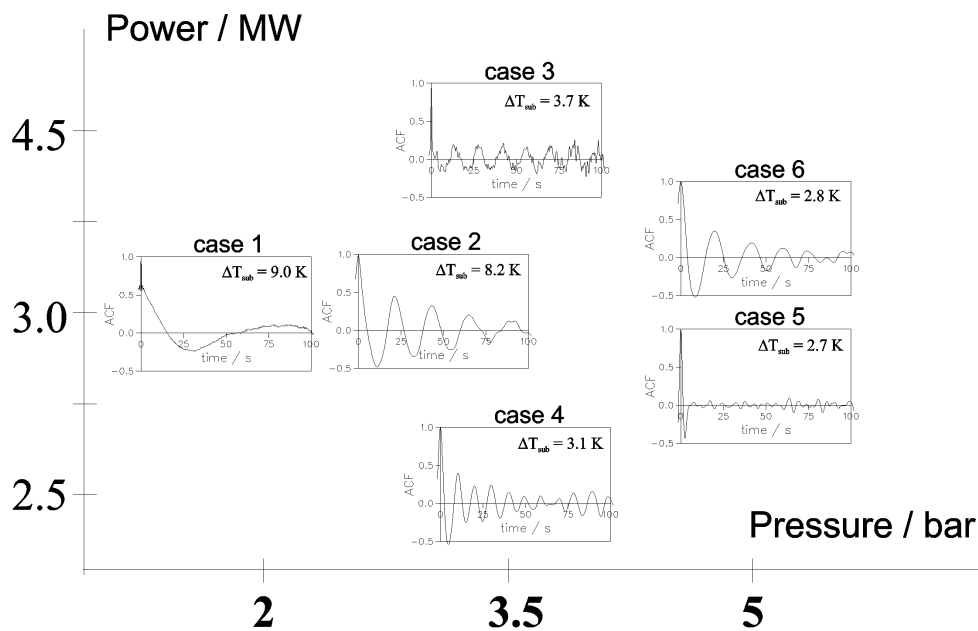 Power / MW
4.5
3.0
2.5
case 3
1.0
0.5
0.0
-0.5
ACF
ΔT_sub = 3.7 K
0 25 50 75 100
time / s
case 6
1.0
0.5
0.0
-0.5
ACF
ΔT_sub = 2.8 K
0 25 50 75 100
time / s
case 1
1.0
0.5
0.0
-0.5
ACF
ΔT_sub = 9.0 K
0 25 50 75 100
time / s
case 2
1.0
0.5
0.0
-0.5
ACF
ΔT_sub = 8.2 K
0 25 50 75 100
time / s
case 5
1.0
0.5
0.0
-0.5
ACF
ΔT_sub = 2.7 K
0 25 50 75 100
time / s
case 4
1.0
0.5
0.0
-0.5
ACF
ΔT_sub = 3.1 K
0 25 50 75 100
time / s
Pressure / bar
2 3.5 5